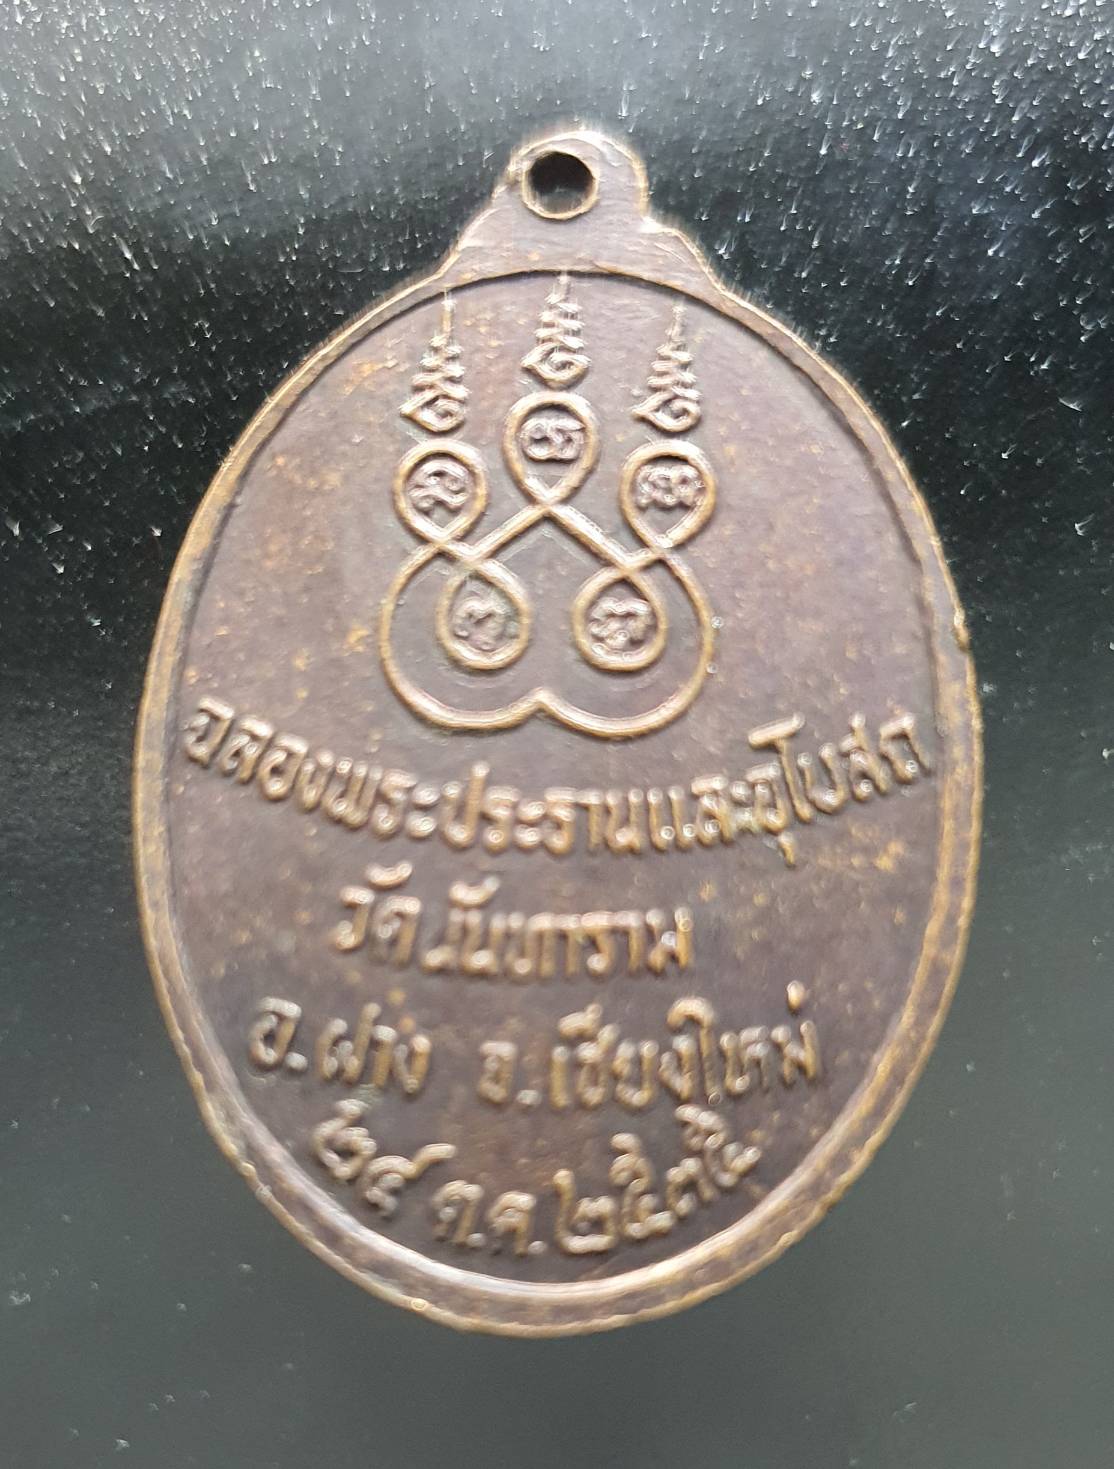 ฉลองพระประธานและอุโบสถ
วัดนันทาราม
อ.ฝาง จ.เชียงใหม่
๒๔ ต.ค.๒๕๓๕